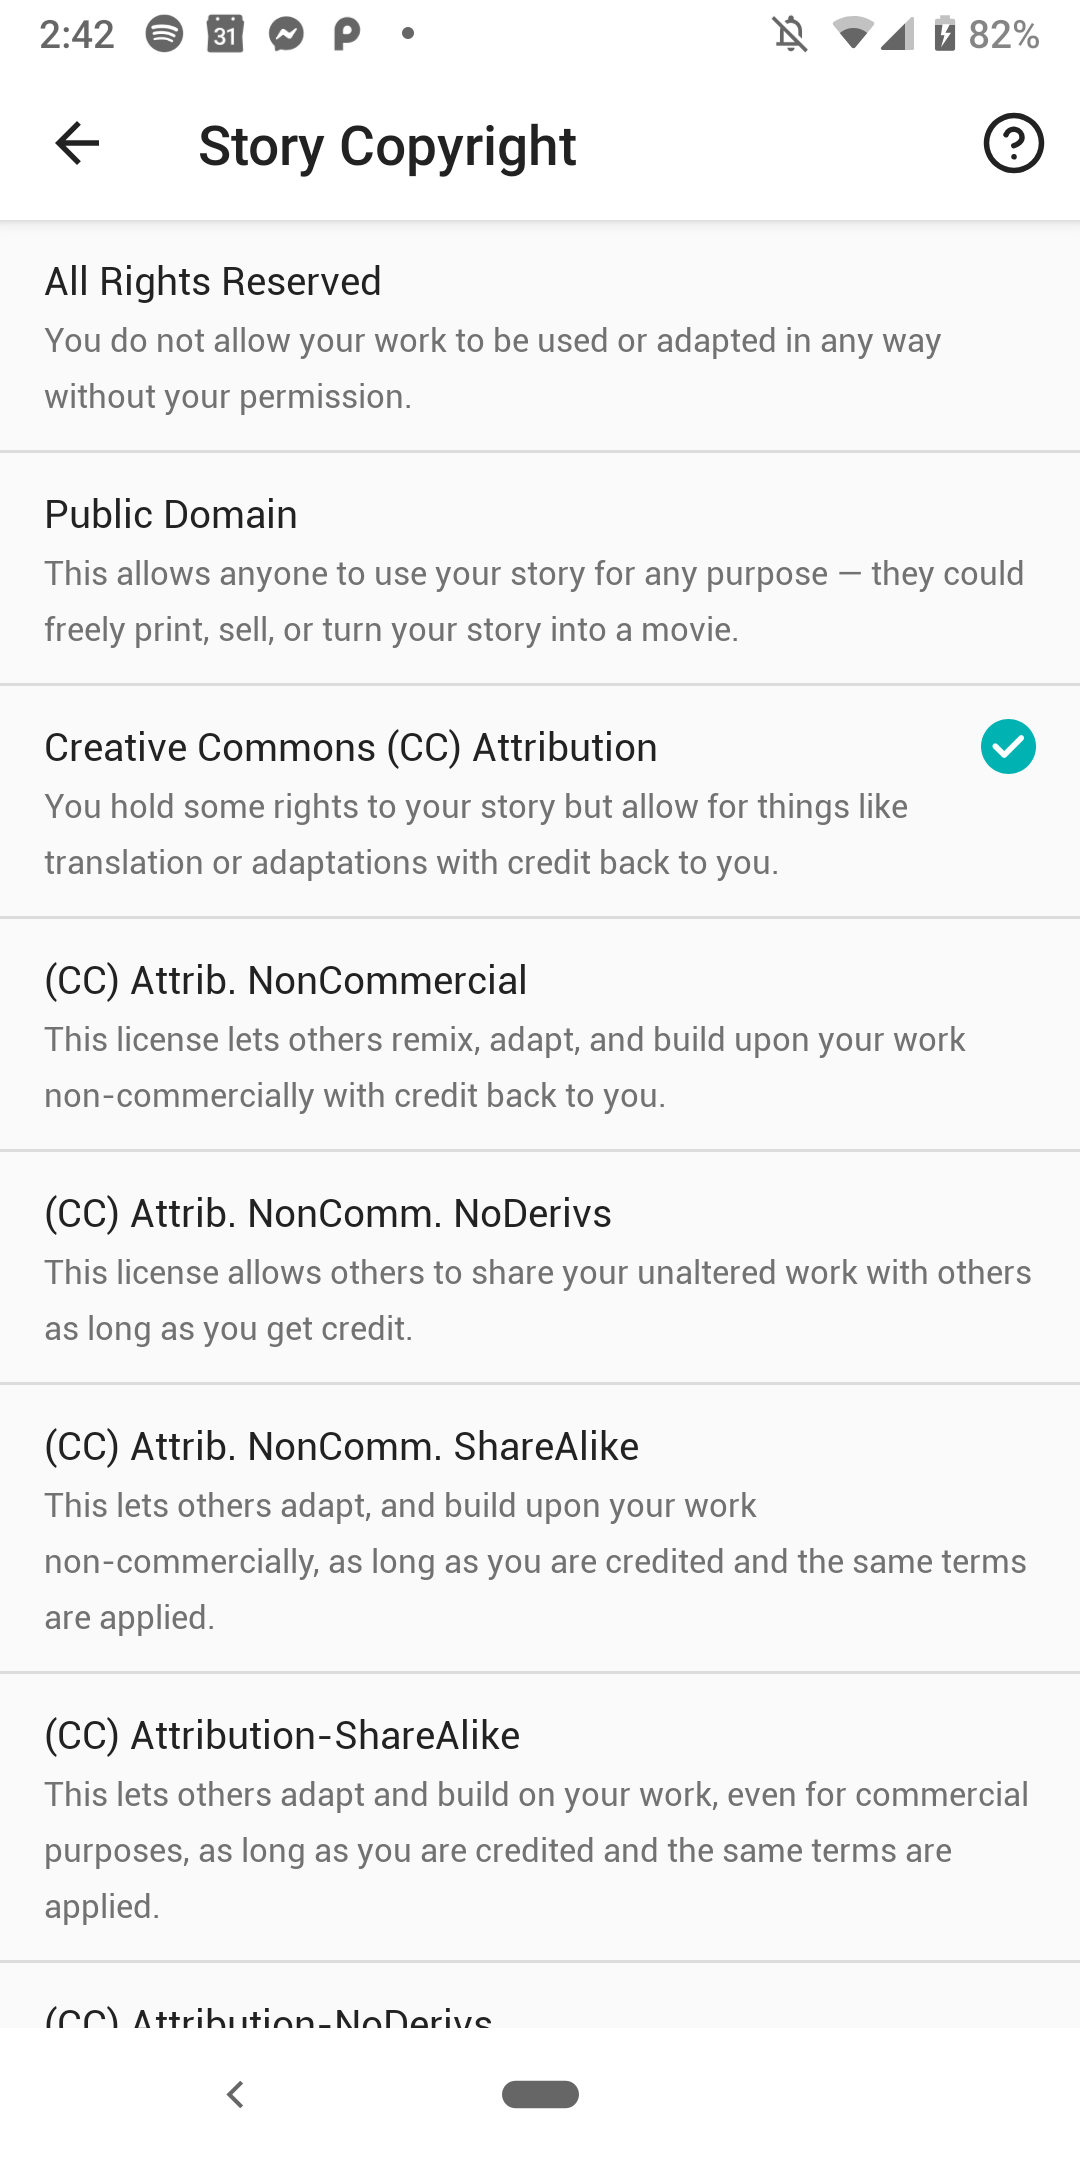 2:42
31
82%
Story Copyright
All Rights Reserved
You do not allow your work to be used or adapted in any way
without your permission.
Public Domain
This allows anyone to use your story for any purpose — they could
freely print, sell, or turn your story into a movie.
Creative Commons (CC) Attribution
You hold some rights to your story but allow for things like
translation or adaptations with credit back to you.
(CC) Attrib. NonCommercial
This license lets others remix, adapt, and build upon your work
non-commercially with credit back to you.
(CC) Attrib. NonComm. NoDerivs
This license allows others to share your unaltered work with others
as long as you get credit.
(CC) Attrib. NonComm. ShareAlike
This lets others adapt, and build upon your work
non-commercially, as long as you are credited and the same terms
are applied.
(CC) Attribution-ShareAlike
This lets others adapt and build on your work, even for commercial
purposes, as long as you are credited and the same terms are
applied.
(CC) Attribution-NoDerivs